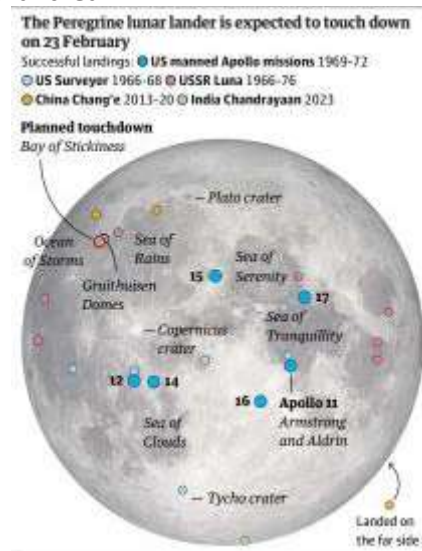 The Peregrine lunar lander is expected to touch down
on 23 February
Successful landings: US manned Apollo missions 1969-72
US Surveyor 1966-68 USSR Luna 1966-76
China Chang'e 2013-20 India Chandrayaan 2023
Planned touchdown
Bay of Stickiness
Plato crater
Ocean
of Storms
Sea of
Rains
Gruithuisen
Domes
Sea of
Serenity
15
17
Sea of
Tranquillity
Copernicus
crater
12
14
16
Apollo 11
Armstrong
and Aldrin
Sea of
Clouds
Tycho crater
Landed on
the far side